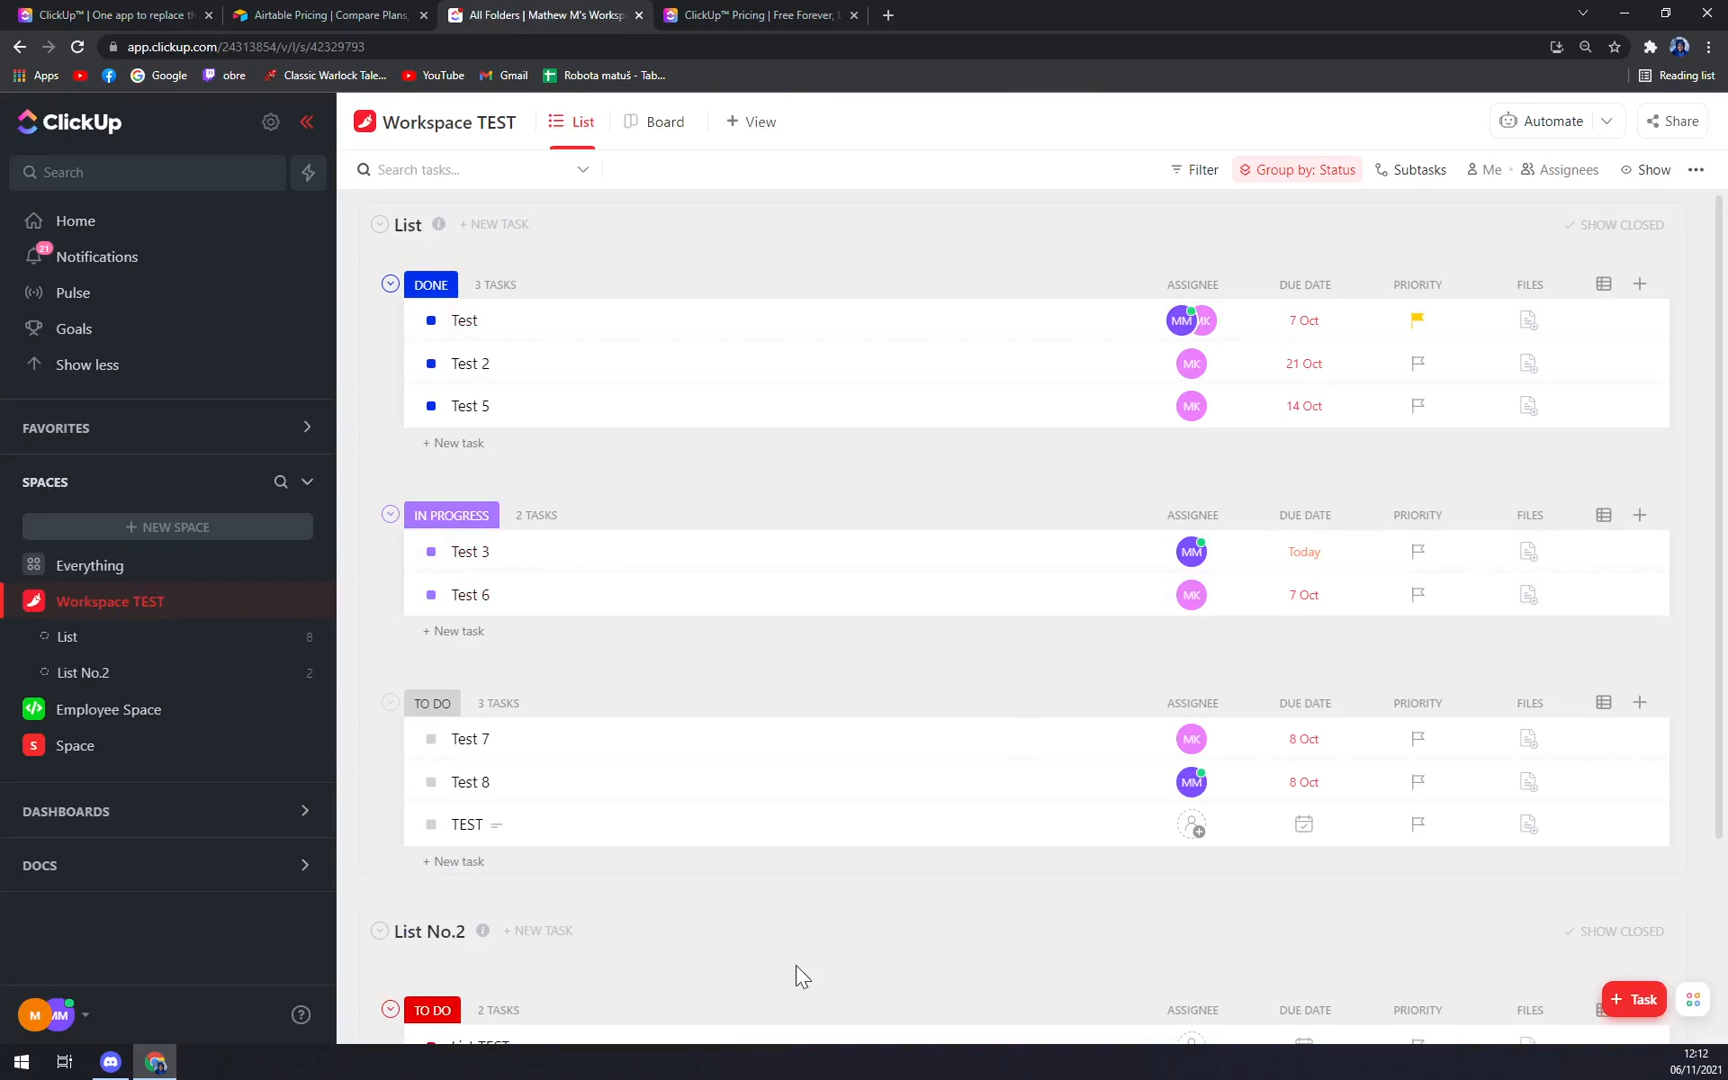 ClickUp™ | One app to replace th
Airtable Pricing | Compare Plans,
All Folders | Mathew M's Worksp
ClickUp™ Pricing | Free Forever, U
app.clickup.com/24313854/v/l/s/42329793
Apps
Google
obre
Classic Warlock Tale...
YouTube
Gmail
Robota matuš - Tab...
Reading list
ClickUp
Workspace TEST
List
Board
+ View
Automate
Share
Search
Search tasks...
Filter
Group by: Status
Subtasks
Me
Assignees
Show
Home
21
Notifications
Pulse
Goals
Show less
FAVORITES
SPACES
+ NEW SPACE
Everything
Workspace TEST
List 8
List No.2 2
Employee Space
S Space
DASHBOARDS
DOCS
M MM
List + NEW TASK SHOW CLOSED
DONE 3 TASKS ASSIGNEE DUE DATE PRIORITY FILES
Test MM MK 7 Oct
Test 2 MK 21 Oct
Test 5 MK 14 Oct
+ New task
IN PROGRESS 2 TASKS ASSIGNEE DUE DATE PRIORITY FILES
Test 3 MM Today
Test 6 MK 7 Oct
+ New task
TO DO 3 TASKS ASSIGNEE DUE DATE PRIORITY FILES
Test 7 MK 8 Oct
Test 8 MM 8 Oct
TEST
+ New task
List No.2 + NEW TASK SHOW CLOSED
TO DO 2 TASKS ASSIGNEE DUE DATE PRIORITY FILES
+ Task
List TEST
12:12
06/11/2021